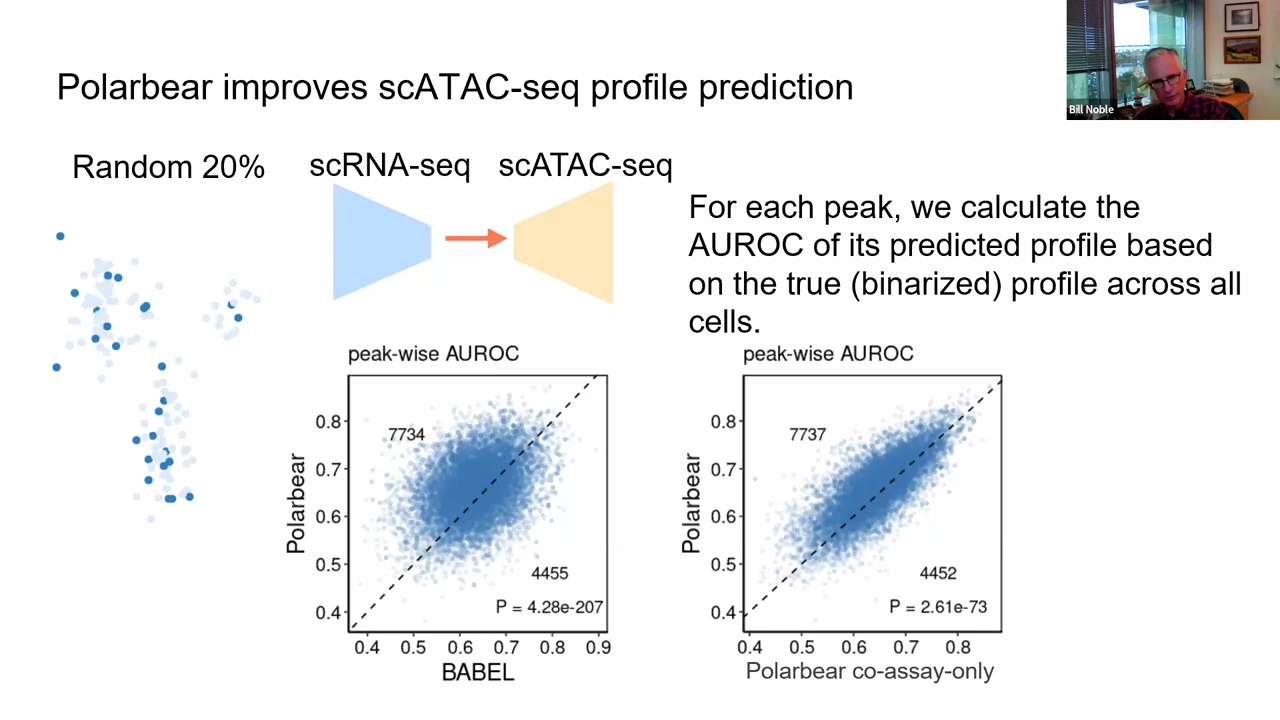 Bill Noble
Polarbear improves scATAC-seq profile prediction
Random 20%
scRNA-seq
scATAC-seq
For each peak, we calculate the
AUROC of its predicted profile based
on the true (binarized) profile across all
cells.
peak-wise AUROC
0.8
0.7
0.6
0.5
0.4
Polarbear
7734
4455
P = 4.28e-207
0.4 0.5 0.6 0.7 0.8 0.9
BABEL
peak-wise AUROC
0.8
0.7
0.6
0.5
0.4
Polarbear
7737
4452
P = 2.61e-73
0.4 0.5 0.6 0.7 0.8
Polarbear co-assay-only